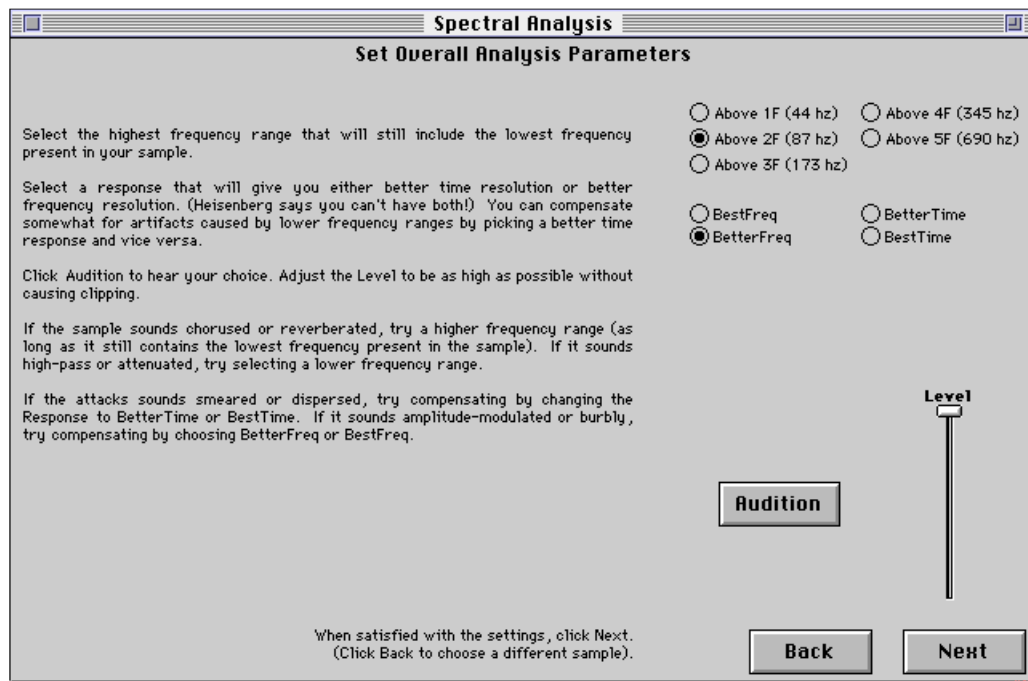 Spectral Analysis
Set Overall Analysis Parameters
Select the highest frequency range that will still include the lowest frequency
present in your sample.
Select a response that will give you either better time resolution or better
frequency resolution. (Heisenberg says you can't have both!) You can compensate
somewhat for artifacts caused by lower frequency ranges by picking a better time
response and vice versa.
Click Audition to hear your choice. Adjust the Level to be as high as possible without
causing clipping.
If the sample sounds chorused or reverberated, try a higher frequency range (as
long as it still contains the lowest frequency present in the sample). If it sounds
high-pass or attenuated, try selecting a lower frequency range.
If the attacks sounds smeared or dispersed, try compensating by changing the
Response to BetterTime or BestTime. If it sounds amplitude-modulated or burbly,
try compensating by choosing BetterFreq or BestFreq.
Above 1F (44 hz) Above 4F (345 hz)
Above 2F (87 hz) Above 5F (690 hz)
Above 3F (173 hz)
BestFreq BetterTime
BetterFreq BestTime
Level
Audition
When satisfied with the settings, click Next.
(Click Back to choose a different sample).
Back Next